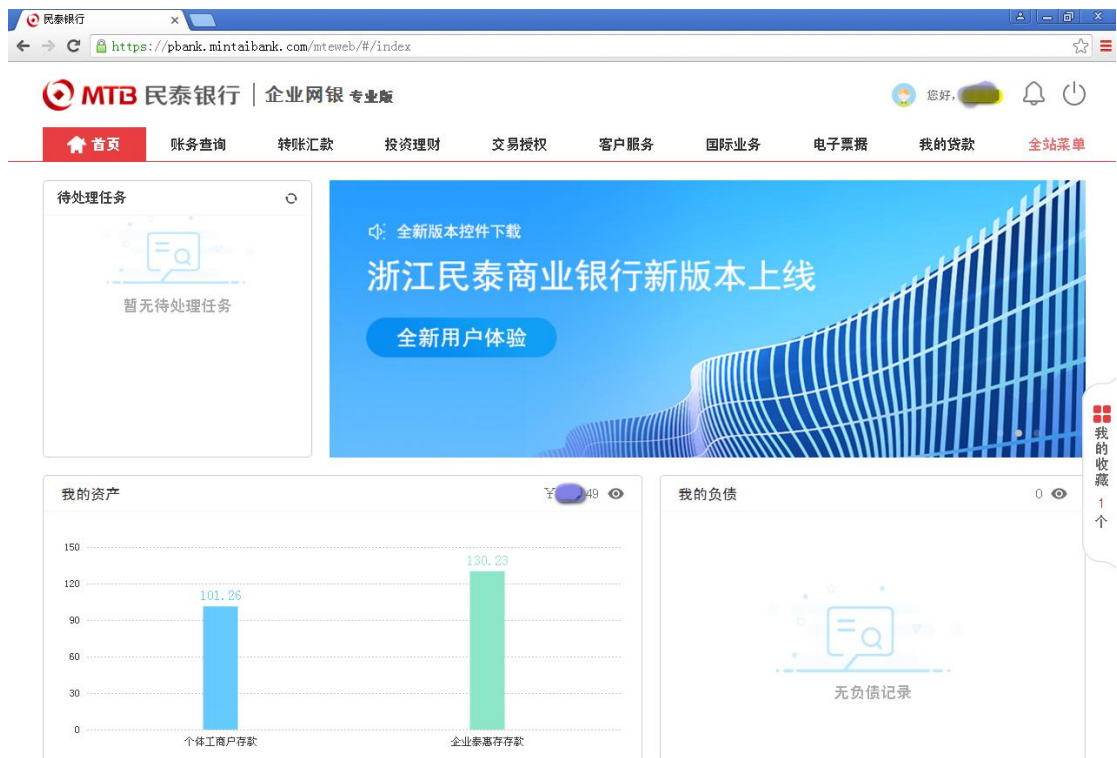 民泰银行
https://pbank.mintaibank.com/mteweb/#/index
MTB 民泰银行 企业网银 专业版
您好,
首页 账务查询 转账汇款 投资理财 交易授权 客户服务 国际业务 电子票据 我的贷款 全站菜单
待处理任务
暂无待处理任务
全新版本控件下载
浙江民泰商业银行新版本上线
全新用户体验
我的收藏 1 个
我的资产 ¥ 49
150
120
90
60
30
0
101.26
130.23
个体工商户存款
企业泰惠存存款
我的负债 0
无负债记录